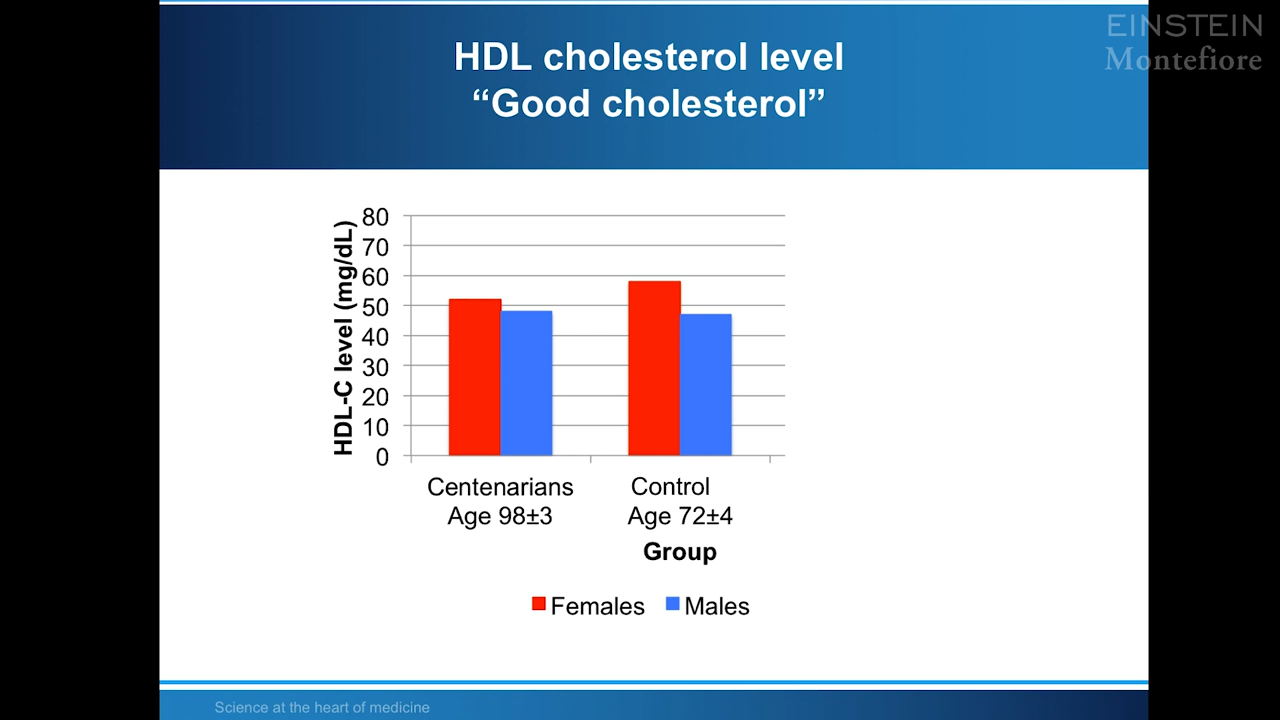 EINSTEIN
Montefiore
HDL cholesterol level
“Good cholesterol”
HDL-C level (mg/dL)
80
70
60
50
40
30
20
10
0
Centenarians
Age 98±3
Control
Age 72±4
Group
Females
Males
Science at the heart of medicine